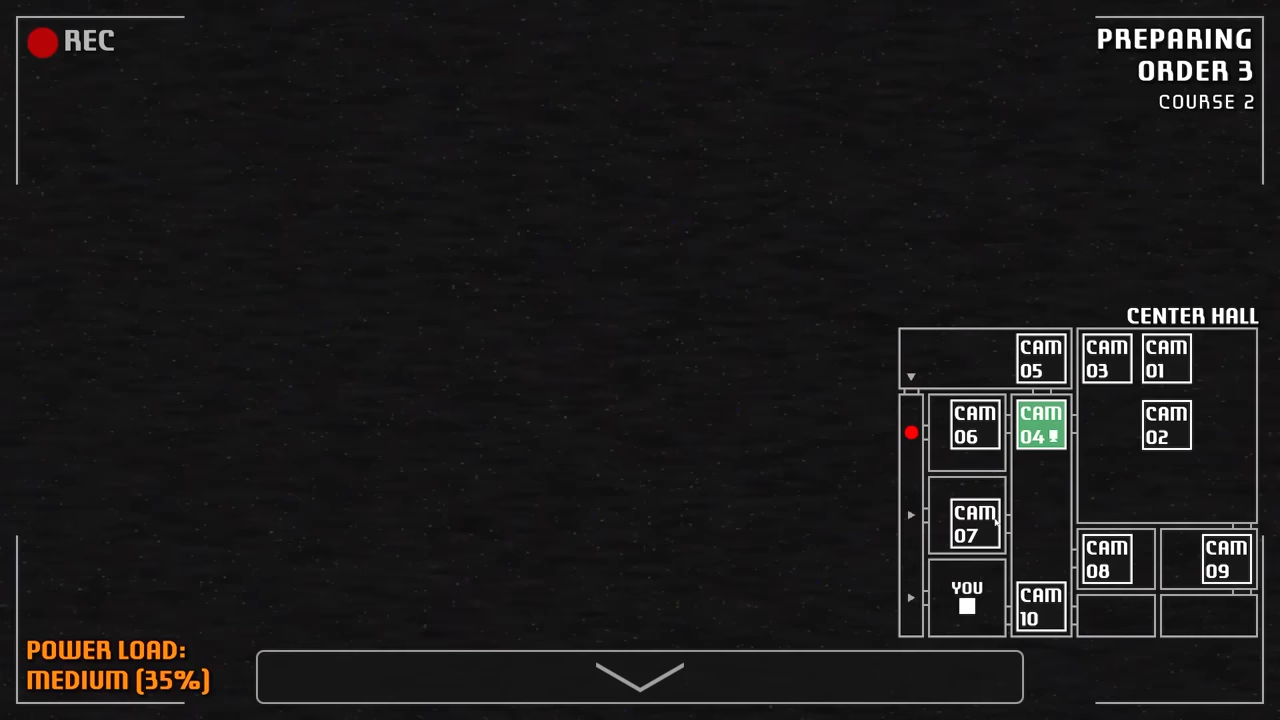 REC
PREPARING
ORDER 3
COURSE 2
CENTER HALL
CAM
05
CAM
03
CAM
01
CAM
06
CAM
04
CAM
02
CAM
07
CAM
08
CAM
09
YOU
CAM
10
POWER LOAD:
MEDIUM (35%)